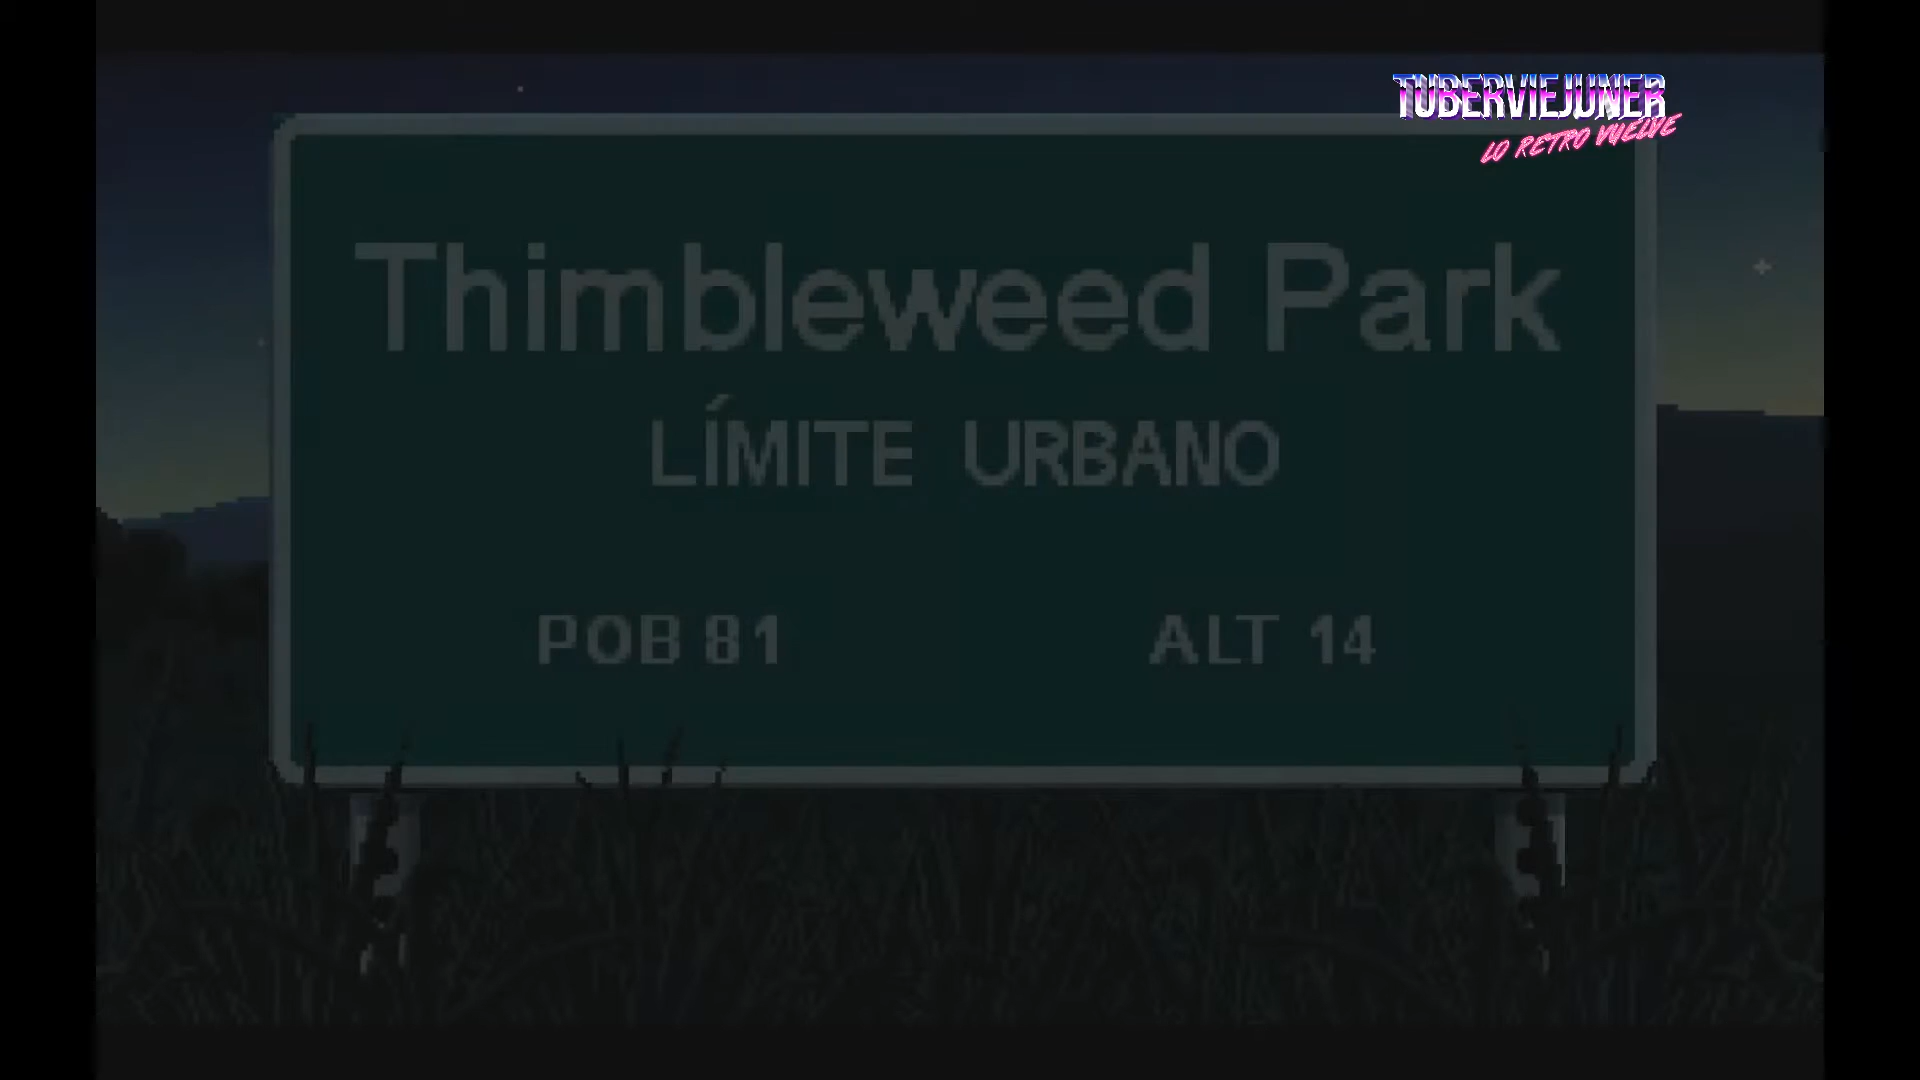 TUBERVIEJUNER
LO RETRO VUELVE
Thimbleweed Park
LÍMITE URBANO
POB 81 ALT 14